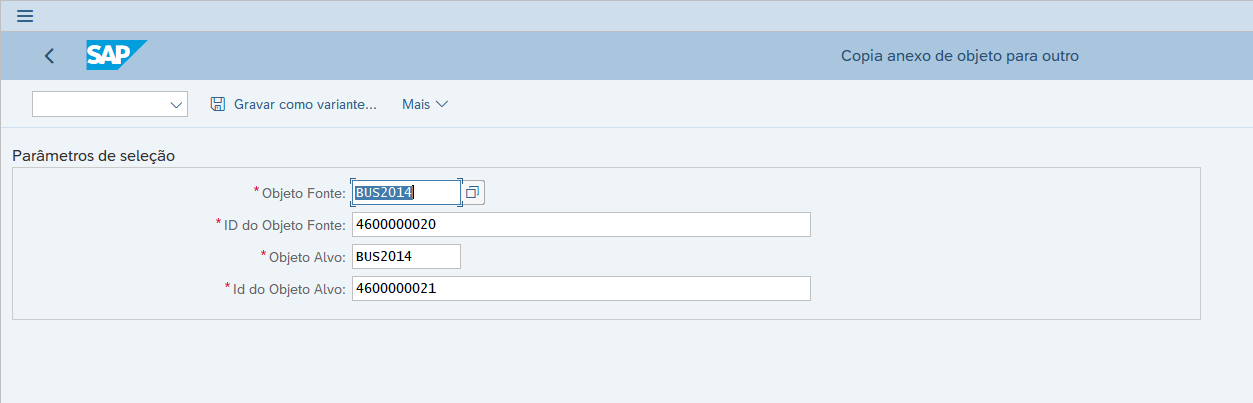 SAP
Copia anexo de objeto para outro
Gravar como variante... Mais
Parâmetros de seleção
* Objeto Fonte: BUS2014
* ID do Objeto Fonte: 4600000020
* Objeto Alvo: BUS2014
* Id do Objeto Alvo: 4600000021